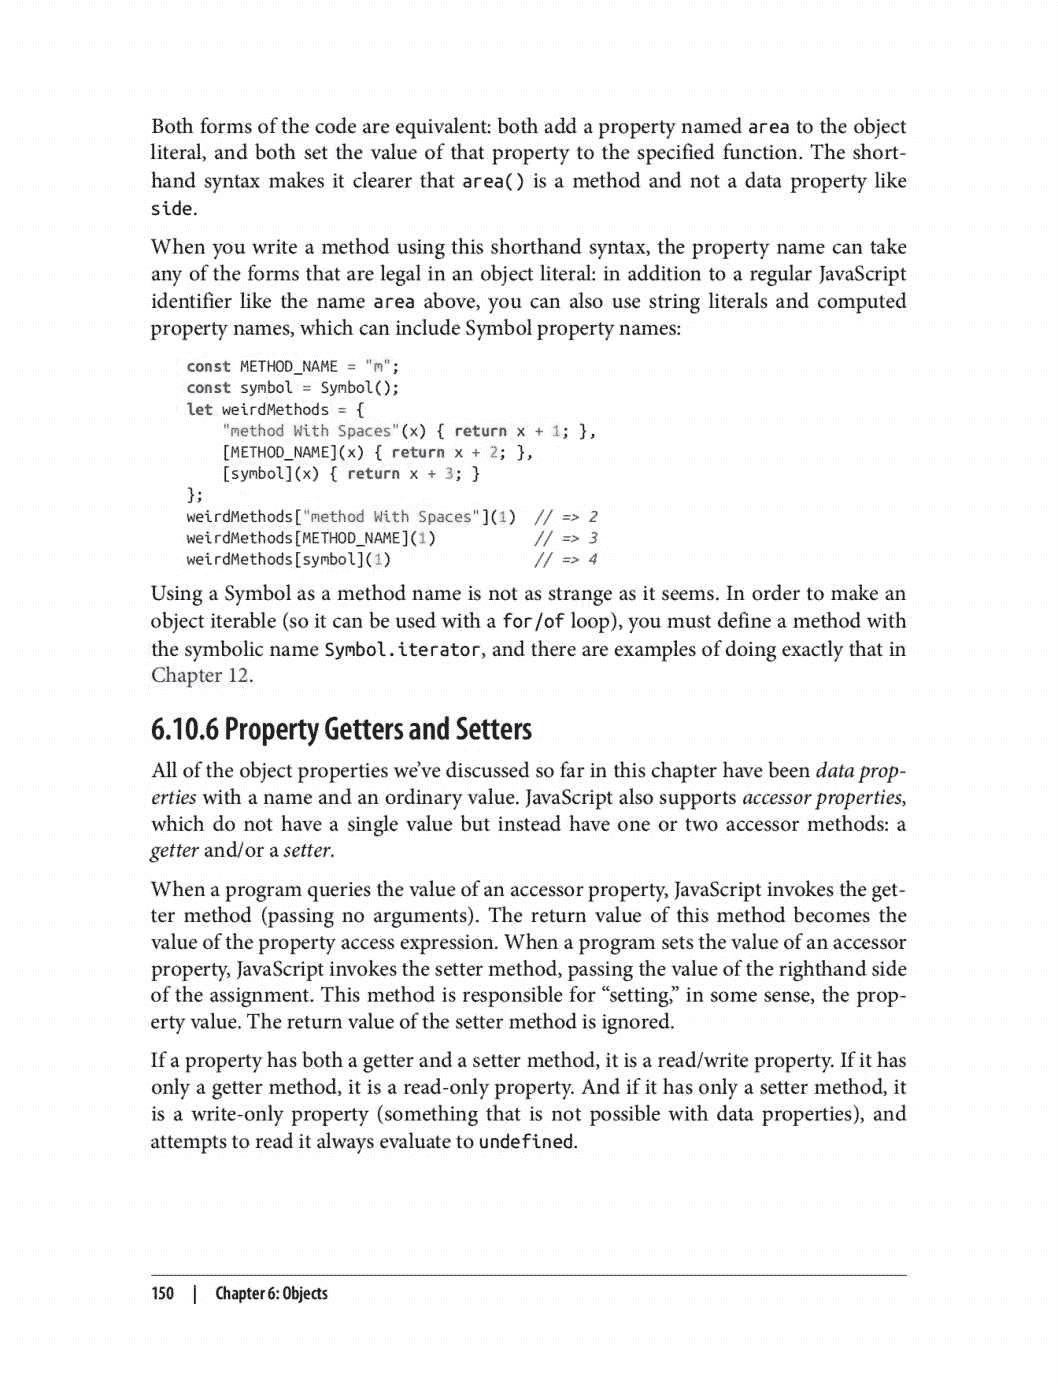 Both forms of the code are equivalent: both add a property named area to the object
literal, and both set the value of that property to the specified function. The short-
hand syntax makes it clearer that area() is a method and not a data property like
side.
When you write a method using this shorthand syntax, the property name can take
any of the forms that are legal in an object literal: in addition to a regular JavaScript
identifier like the name area above, you can also use string literals and computed
property names, which can include Symbol property names:
const METHOD_NAME = "m";
const symbol = Symbol();
let weirdMethods = {
    "method With Spaces"(x) { return x + 1; },
    [METHOD_NAME](x) { return x + 2; },
    [symbol](x) { return x + 3; }
};
weirdMethods["method With Spaces"](1)  // => 2
weirdMethods[METHOD_NAME](1)           // => 3
weirdMethods[symbol](1)                // => 4
Using a Symbol as a method name is not as strange as it seems. In order to make an
object iterable (so it can be used with a for/of loop), you must define a method with
the symbolic name Symbol.iterator, and there are examples of doing exactly that in
Chapter 12.
6.10.6 Property Getters and Setters
All of the object properties we’ve discussed so far in this chapter have been data prop-
erties with a name and an ordinary value. JavaScript also supports accessor properties,
which do not have a single value but instead have one or two accessor methods: a
getter and/or a setter.
When a program queries the value of an accessor property, JavaScript invokes the get-
ter method (passing no arguments). The return value of this method becomes the
value of the property access expression. When a program sets the value of an accessor
property, JavaScript invokes the setter method, passing the value of the righthand side
of the assignment. This method is responsible for “setting,” in some sense, the prop-
erty value. The return value of the setter method is ignored.
If a property has both a getter and a setter method, it is a read/write property. If it has
only a getter method, it is a read-only property. And if it has only a setter method, it
is a write-only property (something that is not possible with data properties), and
attempts to read it always evaluate to undefined.
150 | Chapter 6: Objects